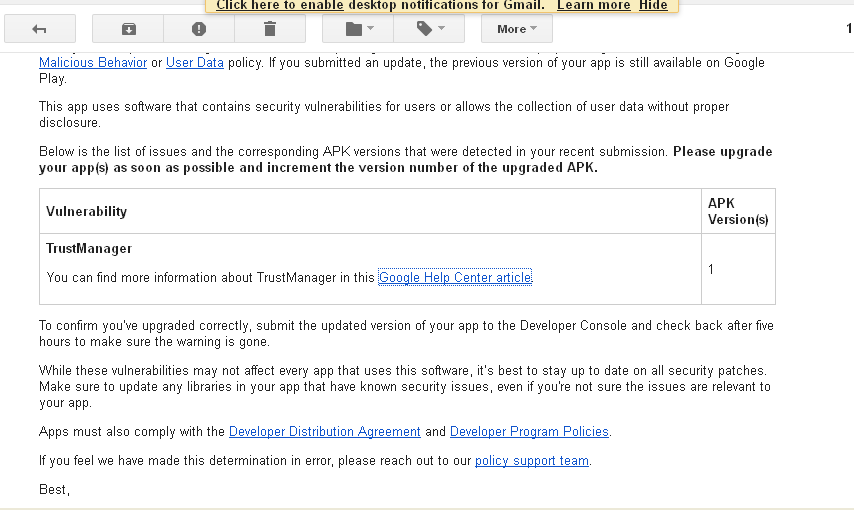 Click here to enable desktop notifications for Gmail. Learn more Hide
More
1
Malicious Behavior or User Data policy. If you submitted an update, the previous version of your app is still available on Google
Play.
This app uses software that contains security vulnerabilities for users or allows the collection of user data without proper
disclosure.
Below is the list of issues and the corresponding APK versions that were detected in your recent submission. Please upgrade
your app(s) as soon as possible and increment the version number of the upgraded APK.
Vulnerability
APK
Version(s)
TrustManager
You can find more information about TrustManager in this Google Help Center article.
1
To confirm you've upgraded correctly, submit the updated version of your app to the Developer Console and check back after five
hours to make sure the warning is gone.
While these vulnerabilities may not affect every app that uses this software, it's best to stay up to date on all security patches.
Make sure to update any libraries in your app that have known security issues, even if you're not sure the issues are relevant to
your app.
Apps must also comply with the Developer Distribution Agreement and Developer Program Policies.
If you feel we have made this determination in error, please reach out to our policy support team.
Best,